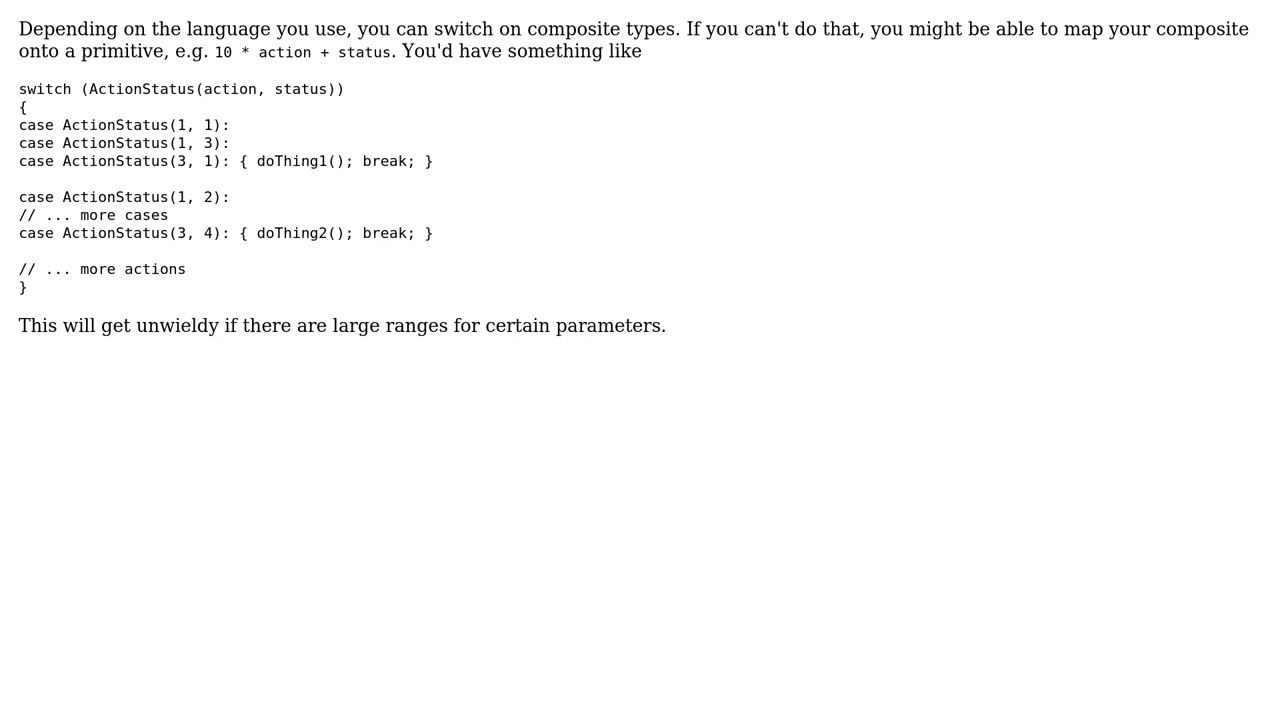 Depending on the language you use, you can switch on composite types. If you can't do that, you might be able to map your composite
onto a primitive, e.g. 10 * action + status. You'd have something like
switch (ActionStatus(action, status))
{
case ActionStatus(1, 1):
case ActionStatus(1, 3):
case ActionStatus(3, 1): { doThing1(); break; }
case ActionStatus(1, 2):
// ... more cases
case ActionStatus(3, 4): { doThing2(); break; }
// ... more actions
}
This will get unwieldy if there are large ranges for certain parameters.